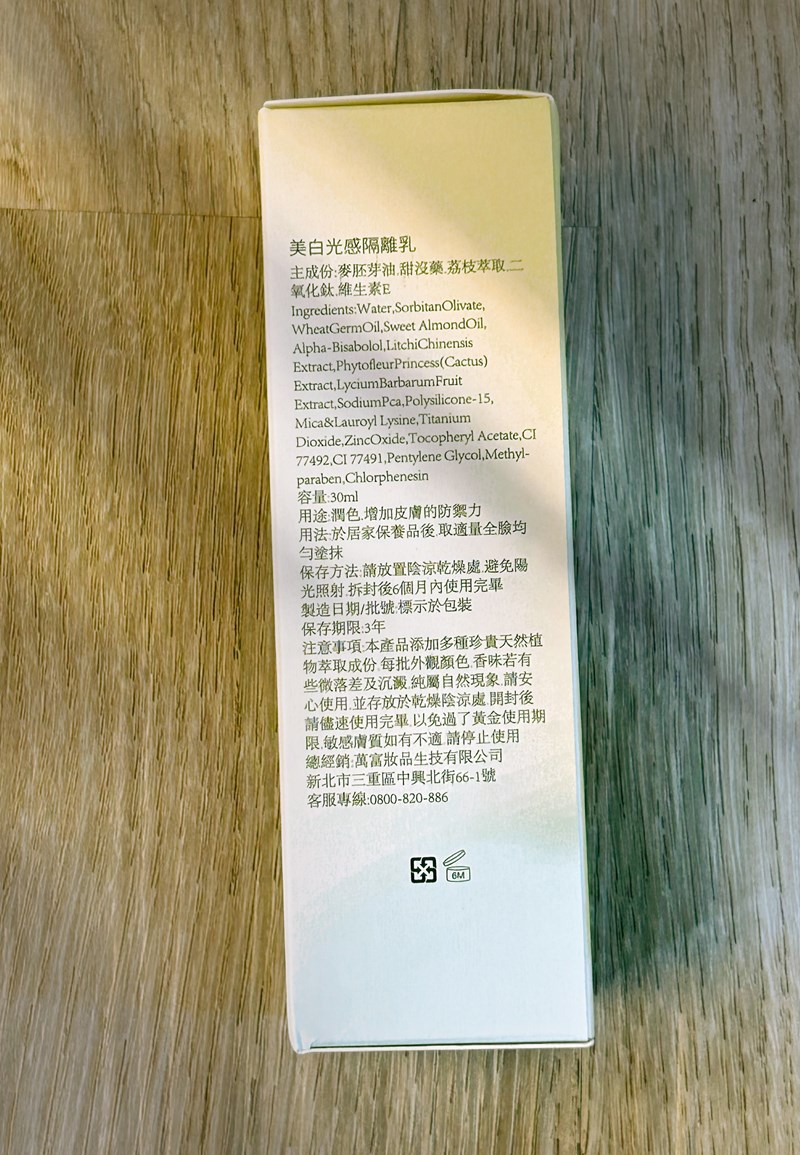 美白光感隔離乳
主成份:麥胚芽油.甜沒藥.荔枝萃取.二
氧化鈦.維生素E
Ingredients:Water,SorbitanOlivate,
WheatGermOil,Sweet AlmondOil,
Alpha-Bisabolol,LitchiChinensis
Extract,PhytofleurPrincess(Cactus)
Extract,LyciumBarbarumFruit
Extract,SodiumPca,Polysilicone-15,
Mica&Lauroyl Lysine,Titanium
Dioxide,ZincOxide,Tocopheryl Acetate,CI
77492,CI 77491,Pentylene Glycol,Methyl-
paraben,Chlorphenesin
容量:30ml
用途:潤色.增加皮膚的防禦力
用法:於居家保養品後.取適量全臉均
勻塗抹
保存方法:請放置陰涼乾燥處.避免陽
光照射.拆封後6個月內使用完畢
製造日期/批號:標示於包裝
保存期限:3年
注意事項:本產品添加多種珍貴天然植
物萃取成份.每批外觀顏色.香味若有
些微落差及沉澱.純屬自然現象.請安
心使用.並存放於乾燥陰涼處.開封後
請儘速使用完畢.以免過了黃金使用期
限.敏感膚質如有不適.請停止使用
總經銷:萬富妝品生技有限公司
新北市三重區中興北街66-1號
客服專線:0800-820-886
6M